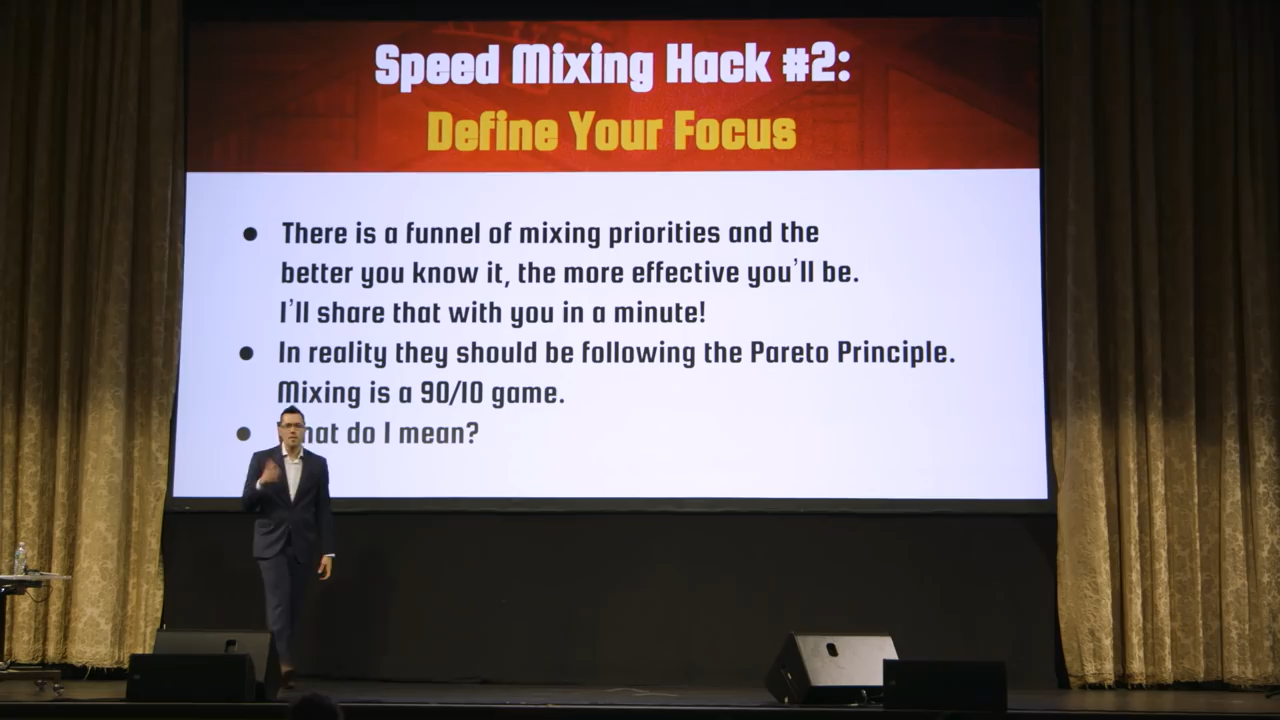 Speed Mixing Hack #2:
Define Your Focus
● There is a funnel of mixing priorities and the
better you know it, the more effective you'll be.
I'll share that with you in a minute!
● In reality they should be following the Pareto Principle.
Mixing is a 90/10 game.
● do I mean?